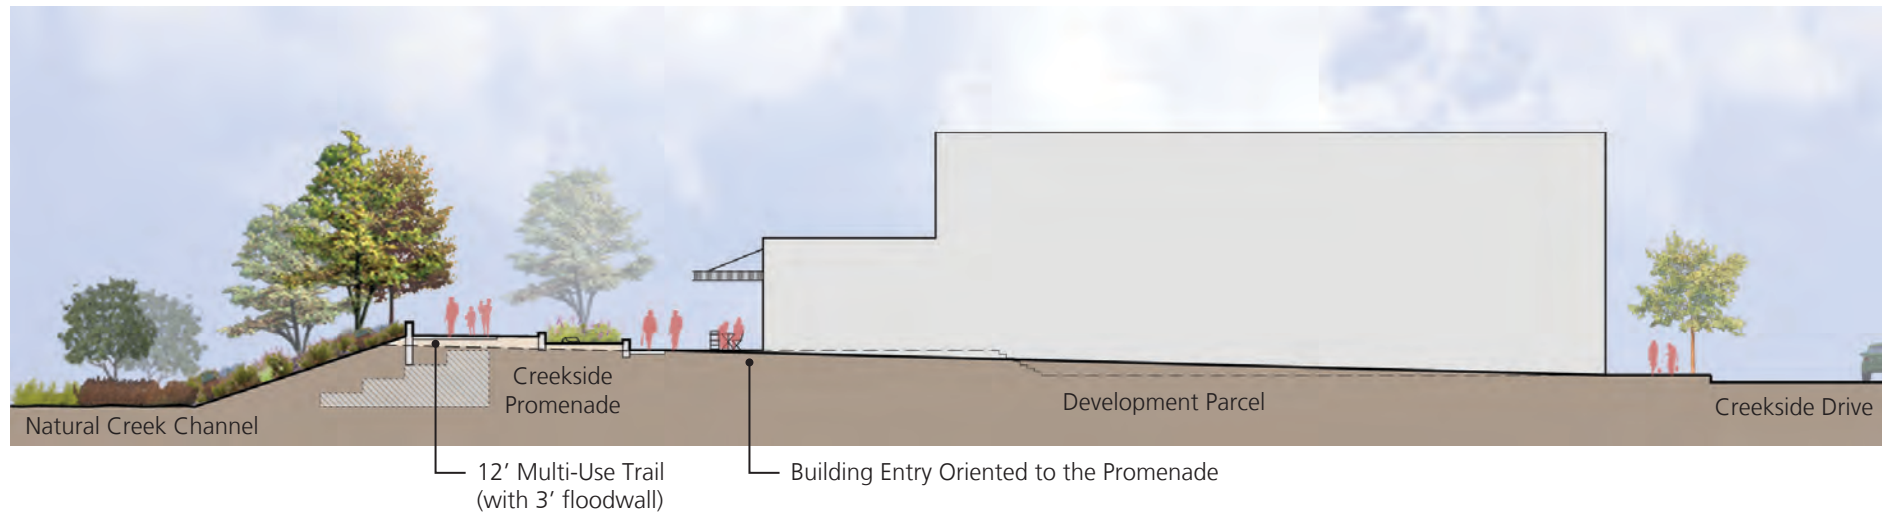 Natural Creek Channel
Creekside
Promenade
Development Parcel
Creekside Drive
12’ Multi-Use Trail
(with 3’ floodwall)
Building Entry Oriented to the Promenade